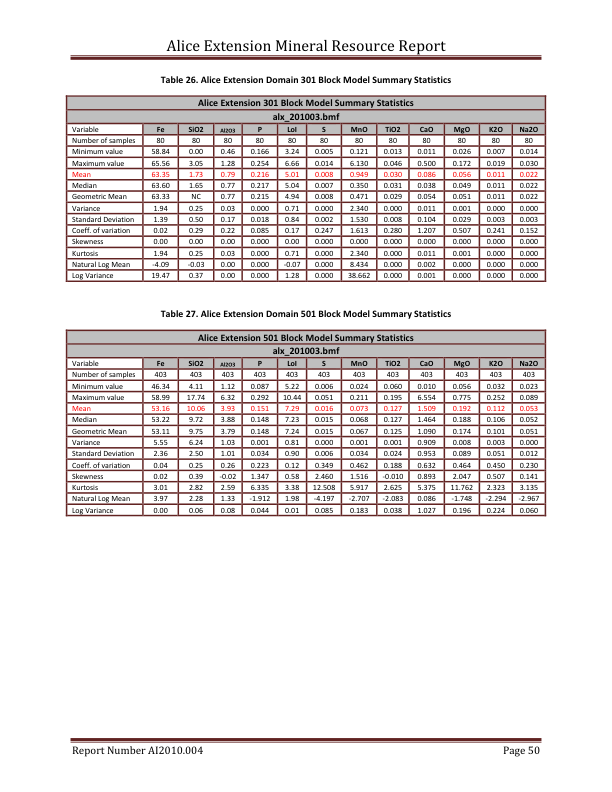 Alice Extension Mineral Resource Report
Table 26. Alice Extension Domain 301 Block Model Summary Statistics
Alice Extension 301 Block Model Summary Statistics
alx_201003.bmf
Variable Fe SiO2 Al2O3 P LoI S MnO TiO2 CaO MgO K2O Na2O
Number of samples 80 80 80 80 80 80 80 80 80 80 80 80
Minimum value 58.84 0.00 0.46 0.166 3.24 0.005 0.121 0.013 0.011 0.026 0.007 0.014
Maximum value 65.56 3.05 1.28 0.254 6.66 0.014 6.130 0.046 0.500 0.172 0.019 0.030
Mean 63.35 1.73 0.79 0.216 5.01 0.008 0.949 0.030 0.086 0.056 0.011 0.022
Median 63.60 1.65 0.77 0.217 5.04 0.007 0.350 0.031 0.038 0.049 0.011 0.022
Geometric Mean 63.33 NC 0.77 0.215 4.94 0.008 0.471 0.029 0.054 0.051 0.011 0.022
Variance 1.94 0.25 0.03 0.000 0.71 0.000 2.340 0.000 0.011 0.001 0.000 0.000
Standard Deviation 1.39 0.50 0.17 0.018 0.84 0.002 1.530 0.008 0.104 0.029 0.003 0.003
Coeff. of variation 0.02 0.29 0.22 0.085 0.17 0.247 1.613 0.280 1.207 0.507 0.241 0.152
Skewness 0.00 0.00 0.00 0.000 0.00 0.000 0.000 0.000 0.000 0.000 0.000 0.000
Kurtosis 1.94 0.25 0.03 0.000 0.71 0.000 2.340 0.000 0.011 0.001 0.000 0.000
Natural Log Mean -4.09 -0.03 0.00 0.000 -0.07 0.000 8.434 0.000 0.002 0.000 0.000 0.000
Log Variance 19.47 0.37 0.00 0.000 1.28 0.000 38.662 0.000 0.001 0.000 0.000 0.000
Table 27. Alice Extension Domain 501 Block Model Summary Statistics
Alice Extension 501 Block Model Summary Statistics
alx_201003.bmf
Variable Fe SiO2 Al2O3 P LoI S MnO TiO2 CaO MgO K2O Na2O
Number of samples 403 403 403 403 403 403 403 403 403 403 403 403
Minimum value 46.34 4.11 1.12 0.087 5.22 0.006 0.024 0.060 0.010 0.056 0.032 0.023
Maximum value 58.99 17.74 6.32 0.292 10.44 0.051 0.211 0.195 6.554 0.775 0.252 0.089
Mean 53.16 10.06 3.93 0.151 7.29 0.016 0.073 0.127 1.509 0.192 0.112 0.053
Median 53.22 9.72 3.88 0.148 7.23 0.015 0.068 0.127 1.464 0.188 0.106 0.052
Geometric Mean 53.11 9.75 3.79 0.148 7.24 0.015 0.067 0.125 1.090 0.174 0.101 0.051
Variance 5.55 6.24 1.03 0.001 0.81 0.000 0.001 0.001 0.909 0.008 0.003 0.000
Standard Deviation 2.36 2.50 1.01 0.034 0.90 0.006 0.034 0.024 0.953 0.089 0.051 0.012
Coeff. of variation 0.04 0.25 0.26 0.223 0.12 0.349 0.462 0.188 0.632 0.464 0.450 0.230
Skewness 0.02 0.39 -0.02 1.347 0.58 2.460 1.516 -0.010 0.893 2.047 0.507 0.141
Kurtosis 3.01 2.82 2.59 6.335 3.38 12.508 5.917 2.625 5.375 11.762 2.323 3.135
Natural Log Mean 3.97 2.28 1.33 -1.912 1.98 -4.197 -2.707 -2.083 0.086 -1.748 -2.294 -2.967
Log Variance 0.00 0.06 0.08 0.044 0.01 0.085 0.183 0.038 1.027 0.196 0.224 0.060
Report Number AI2010.004 Page 50